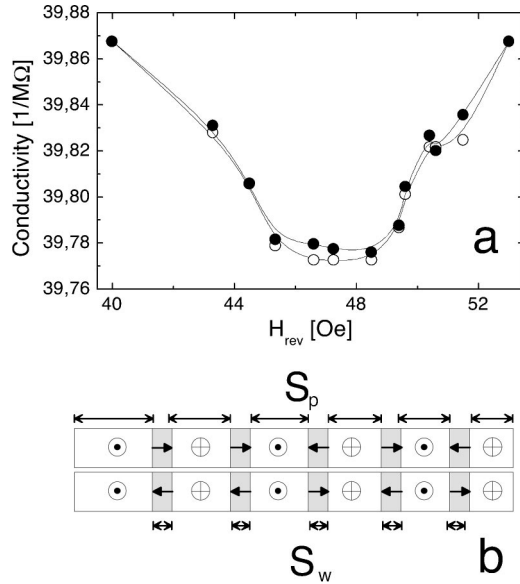 39,88
39,86
39,84
39,82
39,80
39,78
39,76
Conductivity [1/MΩ]
a
40 44 48 52
H_rev [Oe]
S_p
S_w
b